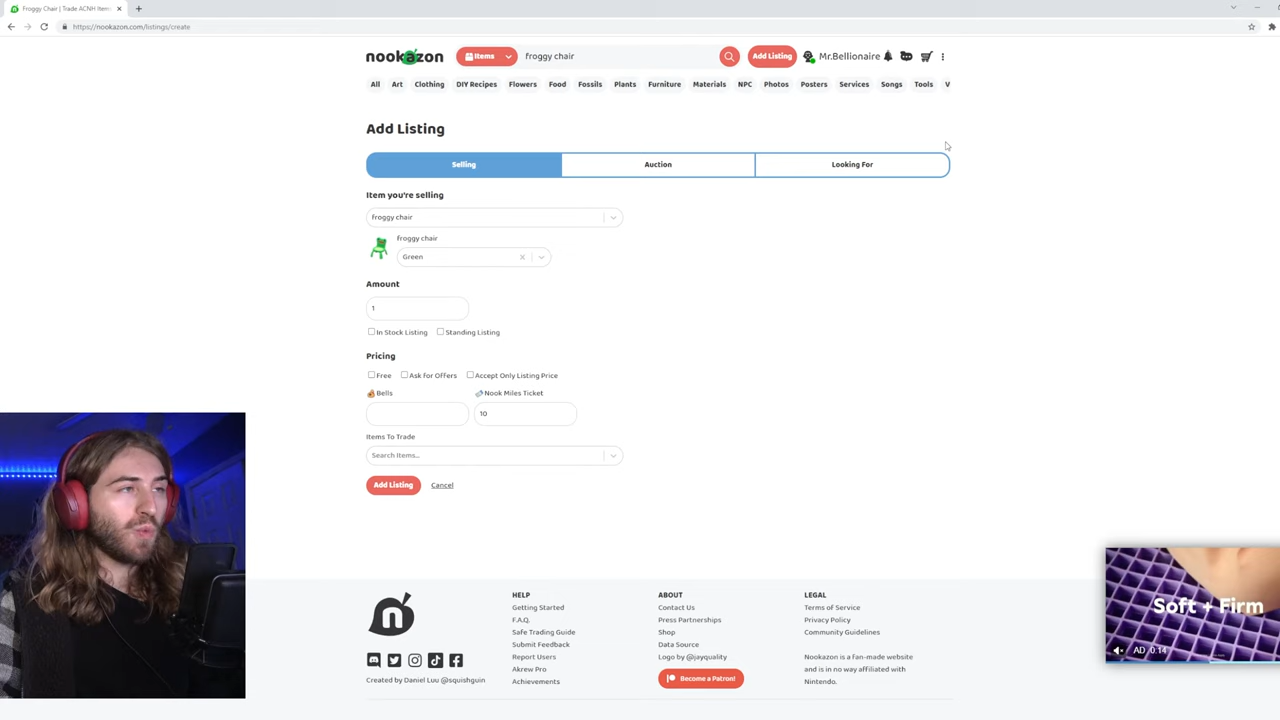 Froggy Chair | Trade ACNH Item
https://nookazon.com/listings/create
nookazon
Items
froggy chair
Add Listing
Mr.Bellionaire
All
Art
Clothing
DIY Recipes
Flowers
Food
Fossils
Plants
Furniture
Materials
NPC
Photos
Posters
Services
Songs
Tools
V
Add Listing
Selling
Auction
Looking For
Item you're selling
froggy chair
froggy chair
Green
Amount
1
In Stock Listing
Standing Listing
Pricing
Free
Ask for Offers
Accept Only Listing Price
Bells
Nook Miles Ticket
10
Items To Trade
Search Items...
Add Listing
Cancel
Soft + Firm
AD 0:14
n
Created by Daniel Luu @squishguin
HELP
Getting Started
F.A.Q.
Safe Trading Guide
Submit Feedback
Report Users
Akrew Pro
Achievements
ABOUT
Contact Us
Press Partnerships
Shop
Data Source
Logo by @jayquality
Become a Patron!
LEGAL
Terms of Service
Privacy Policy
Community Guidelines
Nookazon is a fan-made website
and is in no way affiliated with
Nintendo.